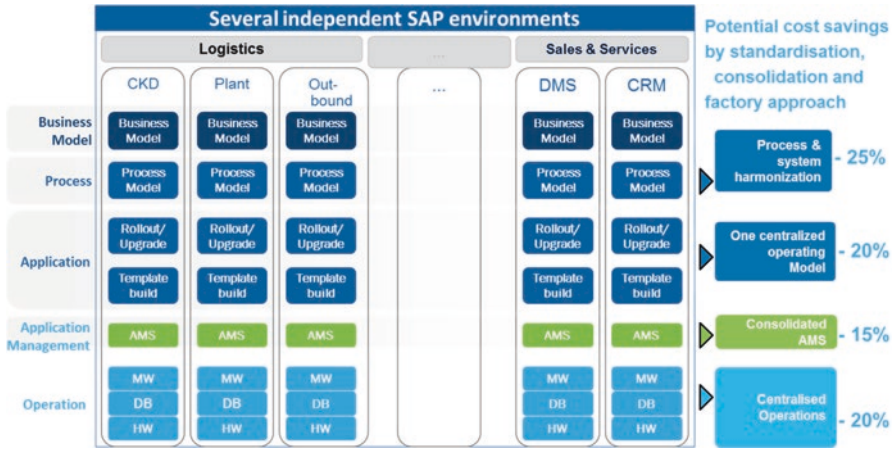 Several independent SAP environments
Logistics
...
Sales & Services
CKD
Plant
Out-
bound
...
DMS
CRM
Business
Model
Business
Model
Business
Model
Business
Model
Business
Model
Business
Model
Process
Process
Model
Process
Model
Process
Model
Process
Model
Process
Model
Application
Rollout/
Upgrade
Rollout/
Upgrade
Rollout/
Upgrade
Rollout/
Upgrade
Rollout/
Upgrade
Template
build
Template
build
Template
build
Template
build
Template
build
Application
Management
AMS
AMS
AMS
AMS
AMS
Operation
MW
MW
MW
MW
MW
DB
DB
DB
DB
DB
HW
HW
HW
HW
HW
Potential cost savings
by standardisation,
consolidation and
factory approach
Process &
system
harmonization
- 25%
One centralized
operating
Model
- 20%
Consolidated
AMS
- 15%
Centralised
Operations
- 20%